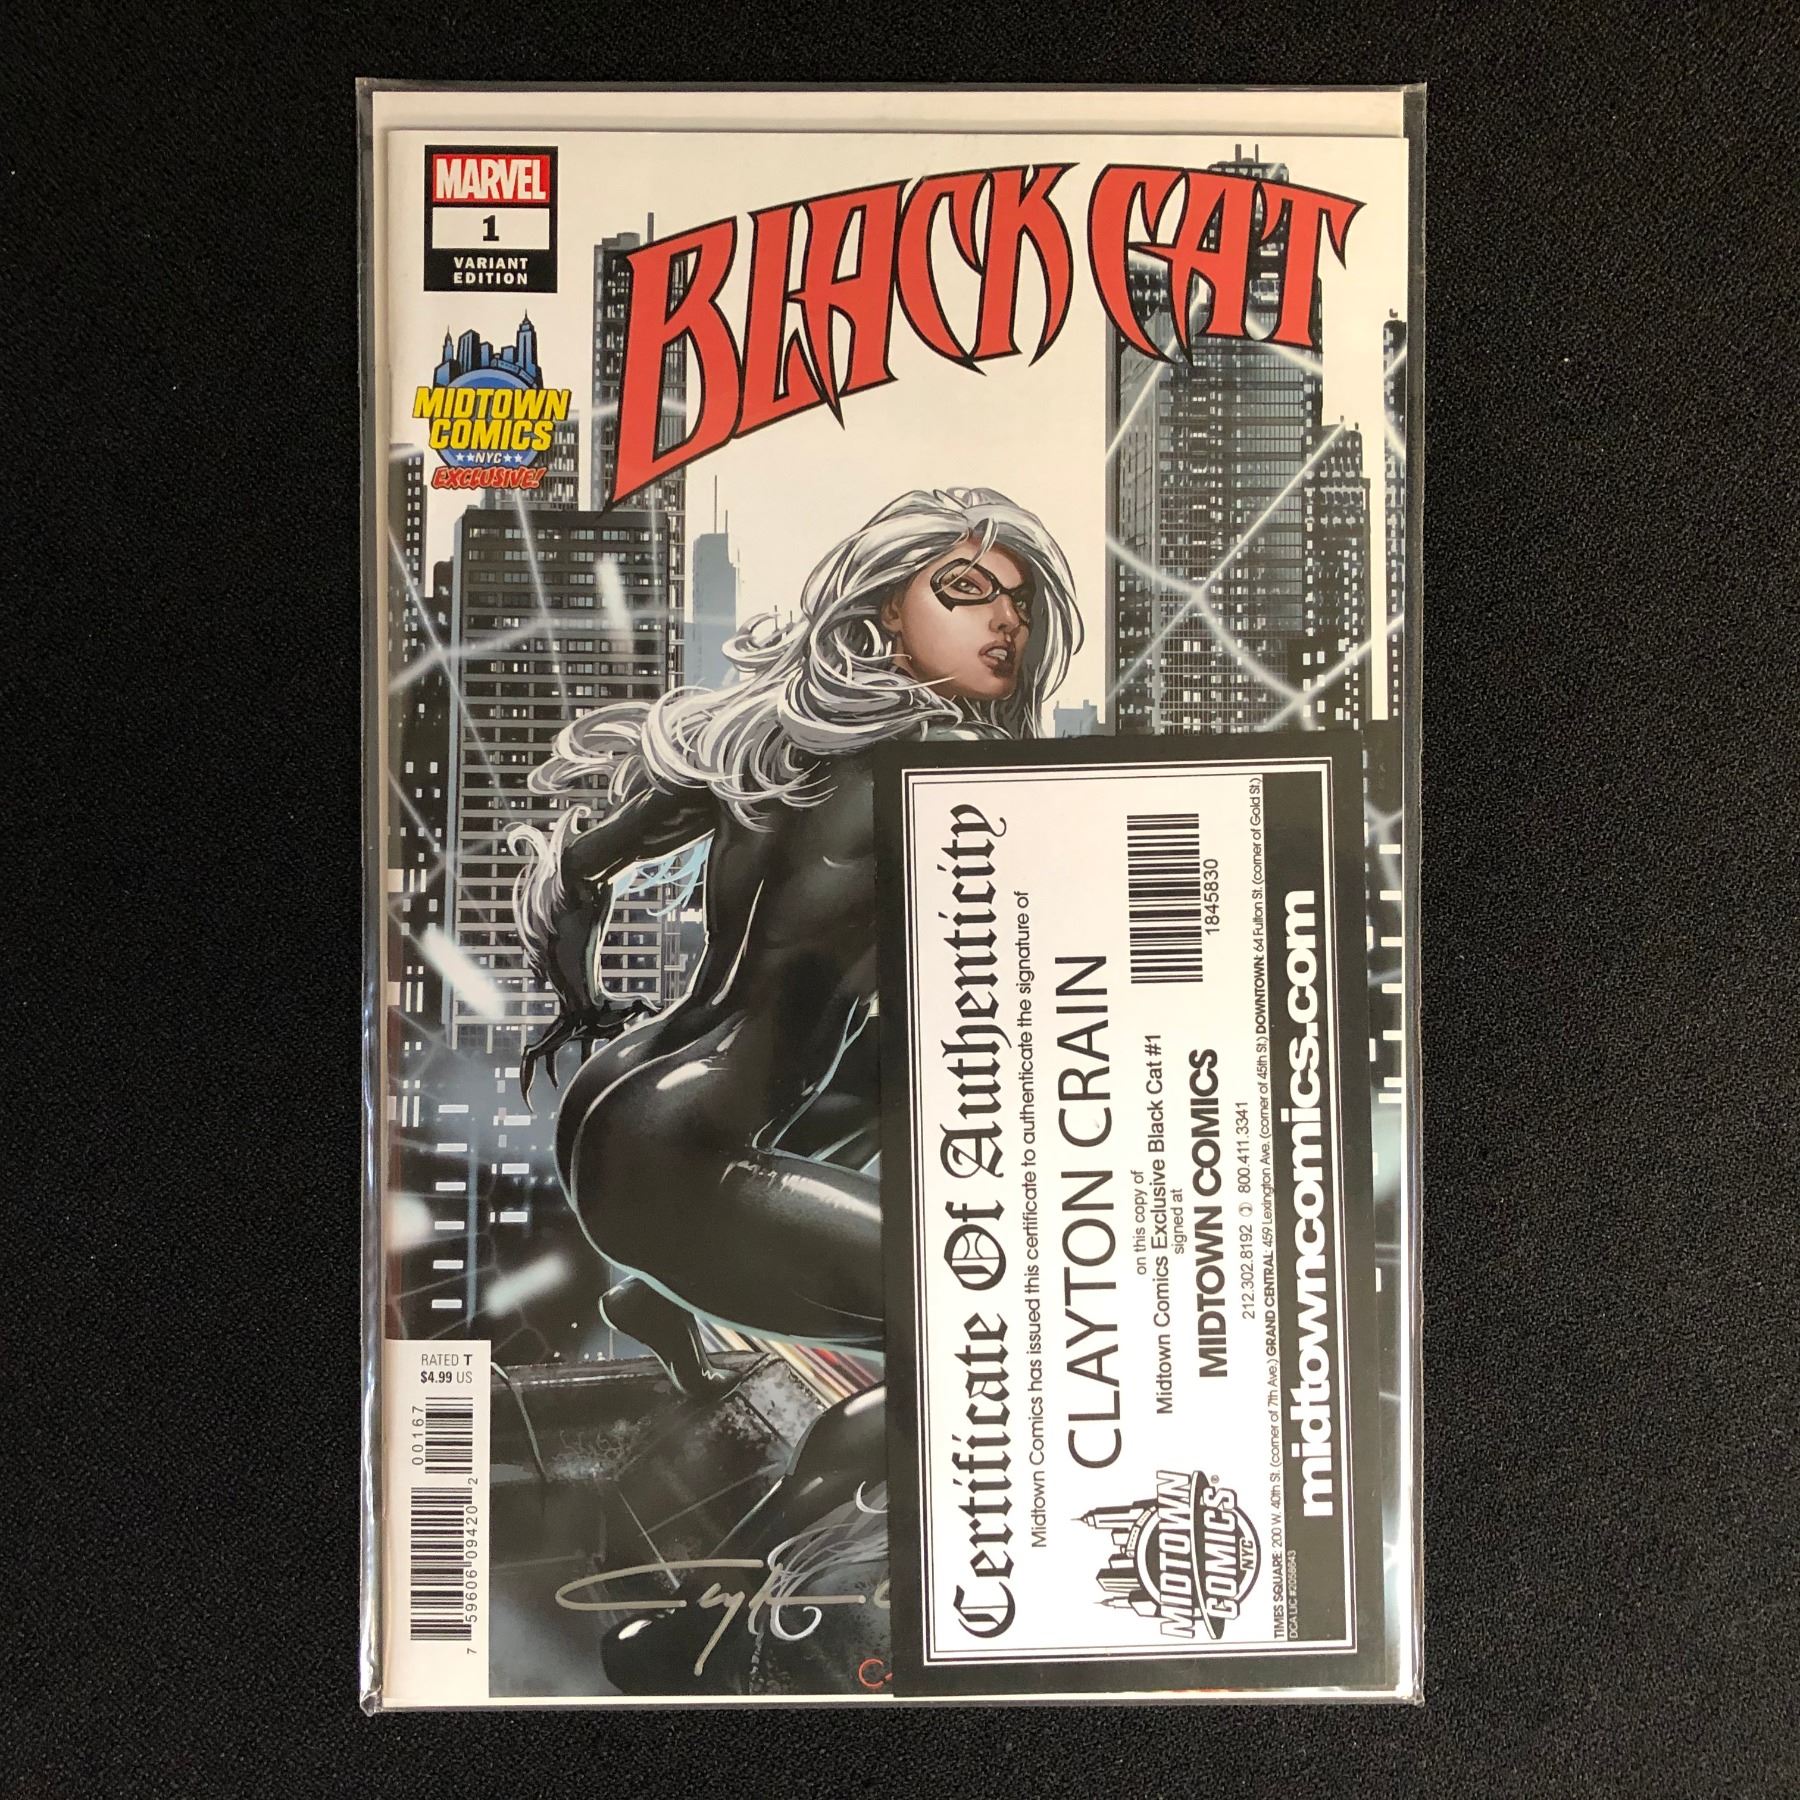 MARVEL
1
VARIANT
EDITION
BLACK CAT
MIDTOWN
COMICS
NYC
EXCLUSIVE!
RATED T
$4.99 US
00167
7 59606 09420 2
Certificate Of Authenticity
Midtown Comics has issued this certificate to authenticate the signature of
CLAYTON CRAIN
on this copy of
Midtown Comics Exclusive Black Cat #1
signed at
MIDTOWN COMICS
212.302.8192 800.411.3341
1845830
MIDTOWN
COMICS®
NYC
TIMES SQUARE: 200 W. 40th St. (corner of 7th Ave.) GRAND CENTRAL: 459 Lexington Ave. (corner of 45th St.) DOWNTOWN: 64 Fulton St. (corner of Gold St.)
DCA LIC #2058643
midtowncomics.com